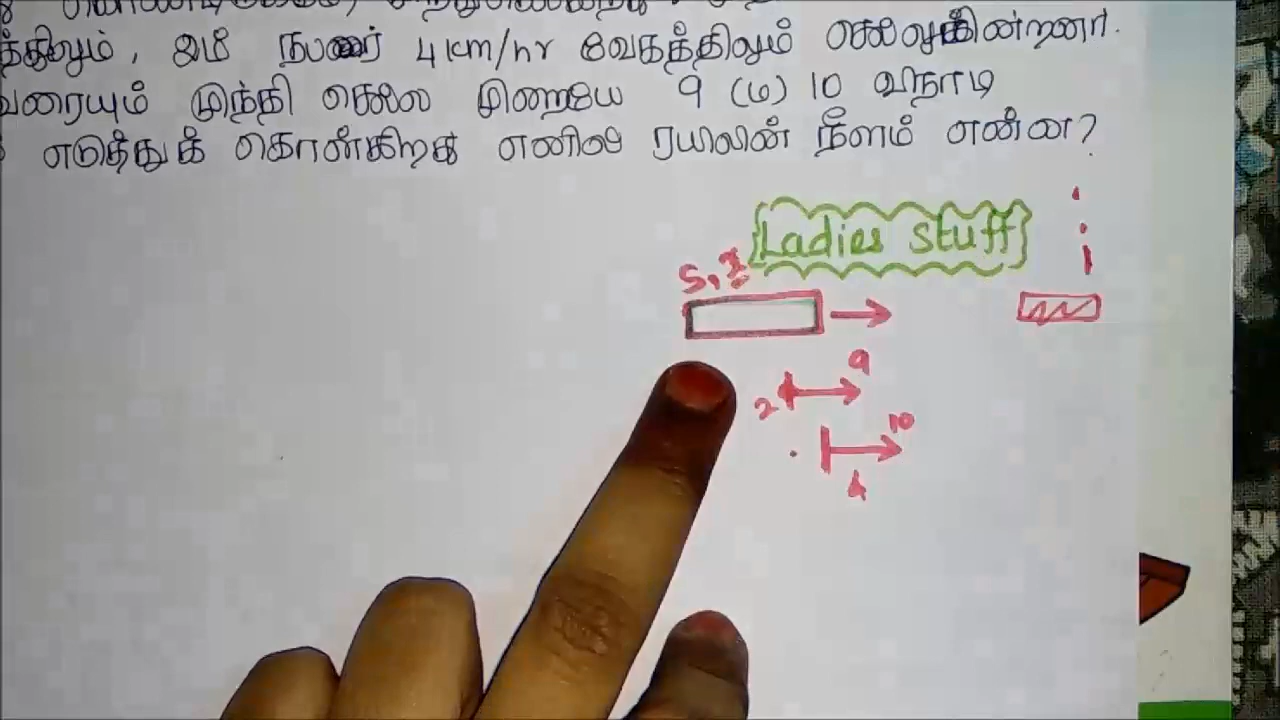 த்திலும், 2ம் நபரை 4 km/hr வேகத்திலும் செல்லுகின்றனர்.
வரையும் முந்தி செல்ல முறையே 9 (ம) 10 வினாடி
எடுத்துக் கொள்கிறது எனில் ரயிலின் நீளம் என்ன?
Ladies Stuff
S,
9
2
10
4